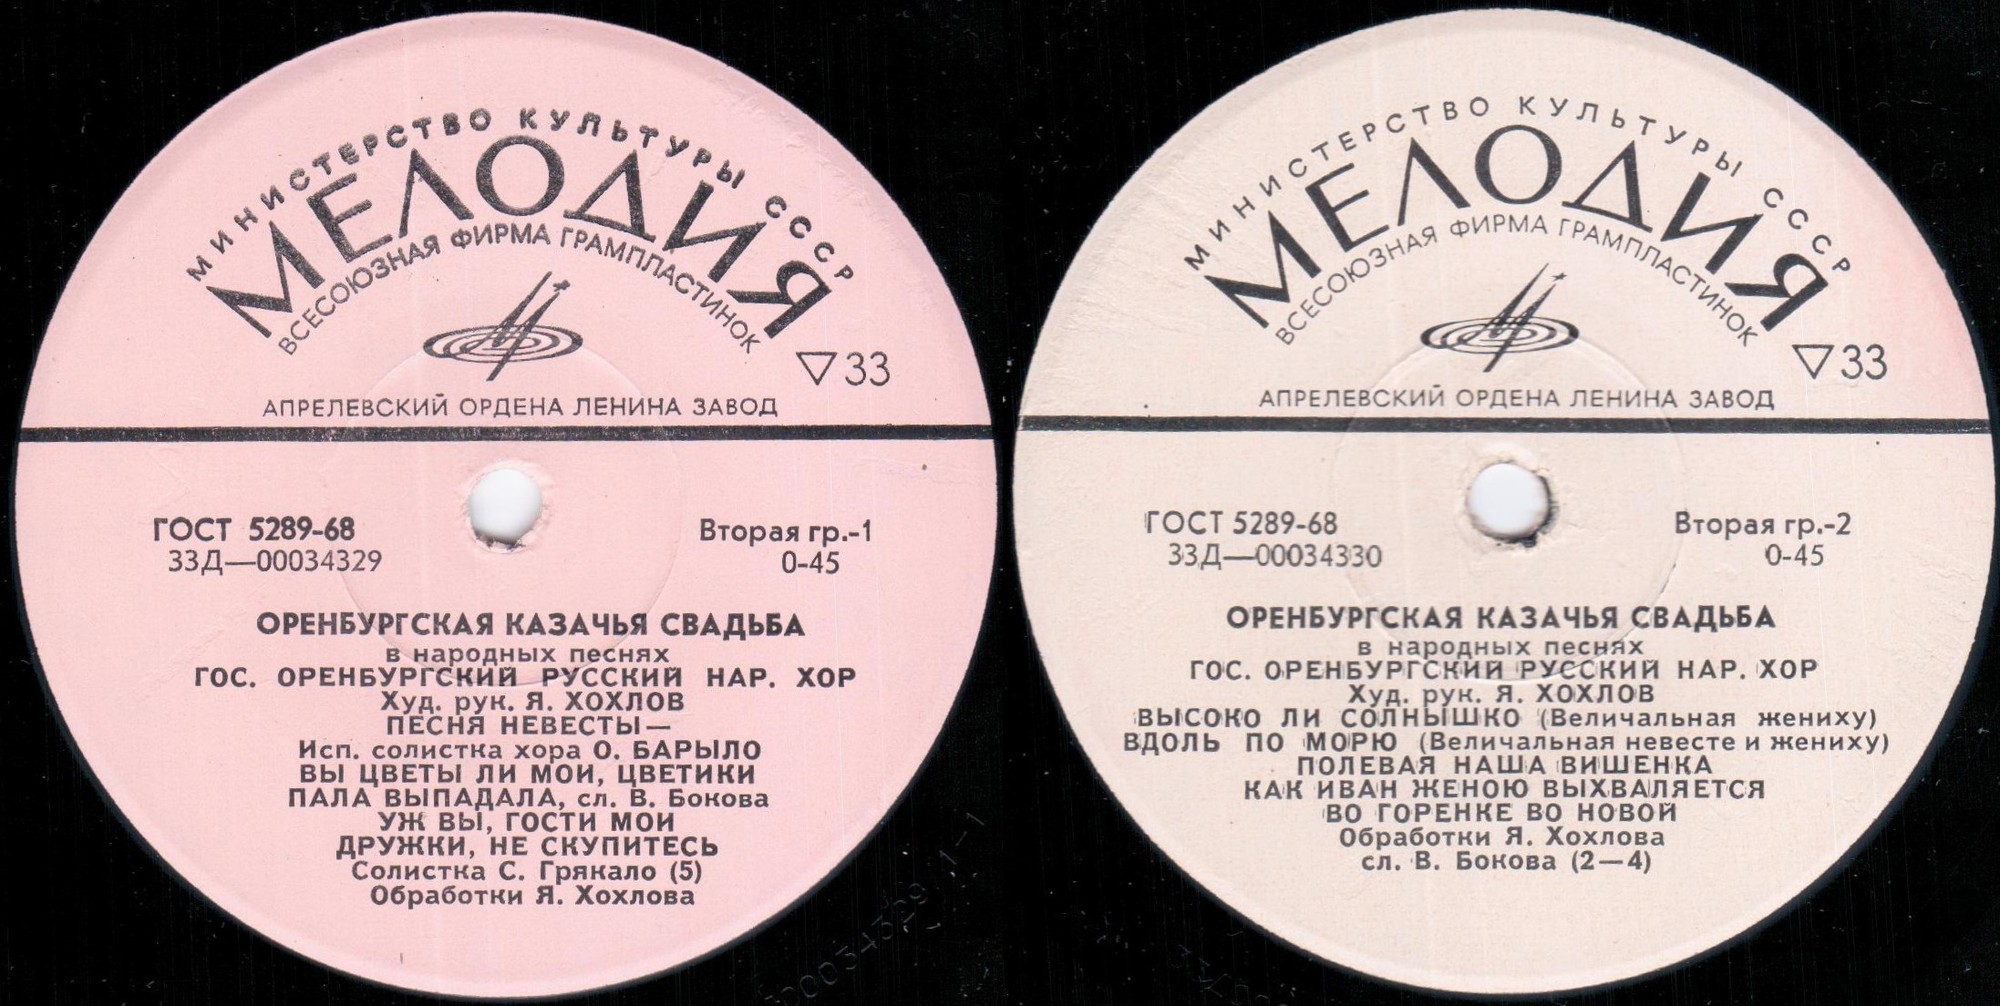 МИНИСТЕРСТВО КУЛЬТУРЫ СССР
МЕЛОДИЯ
ВСЕСОЮЗНАЯ ФИРМА ГРАМПЛАСТИНОК
▽33
АПРЕЛЕВСКИЙ ОРДЕНА ЛЕНИНА ЗАВОД
ГОСТ 5289-68
Вторая гр.-1
33Д—00034329
0-45
ОРЕНБУРГСКАЯ КАЗАЧЬЯ СВАДЬБА
в народных песнях
ГОС. ОРЕНБУРГСКИЙ РУССКИЙ НАР. ХОР
Худ. рук. Я. ХОХЛОВ
ПЕСНЯ НЕВЕСТЫ—
Исп. солистка хора О. БАРЫЛО
ВЫ ЦВЕТЫ ЛИ МОИ, ЦВЕТИКИ
ПАЛА ВЫПАДАЛА, сл. В. Бокова
УЖ ВЫ, ГОСТИ МОИ
ДРУЖКИ, НЕ СКУПИТЕСЬ
Солистка С. Грякало (5)
Обработки Я. Хохлова
МИНИСТЕРСТВО КУЛЬТУРЫ СССР
МЕЛОДИЯ
ВСЕСОЮЗНАЯ ФИРМА ГРАМПЛАСТИНОК
▽33
АПРЕЛЕВСКИЙ ОРДЕНА ЛЕНИНА ЗАВОД
ГОСТ 5289-68
Вторая гр.-2
33Д—00034330
0-45
ОРЕНБУРГСКАЯ КАЗАЧЬЯ СВАДЬБА
в народных песнях
ГОС. ОРЕНБУРГСКИЙ РУССКИЙ НАР. ХОР
Худ. рук. Я. ХОХЛОВ
ВЫСОКО ЛИ СОЛНЫШКО (Величальная жениху)
ВДОЛЬ ПО МОРЮ (Величальная невесте и жениху)
ПОЛЕВАЯ НАША ВИШЕНКА
КАК ИВАН ЖЕНОЮ ВЫХВАЛЯЕТСЯ
ВО ГОРЕНКЕ ВО НОВОЙ
Обработки Я. Хохлова
сл. В. Бокова (2—4)